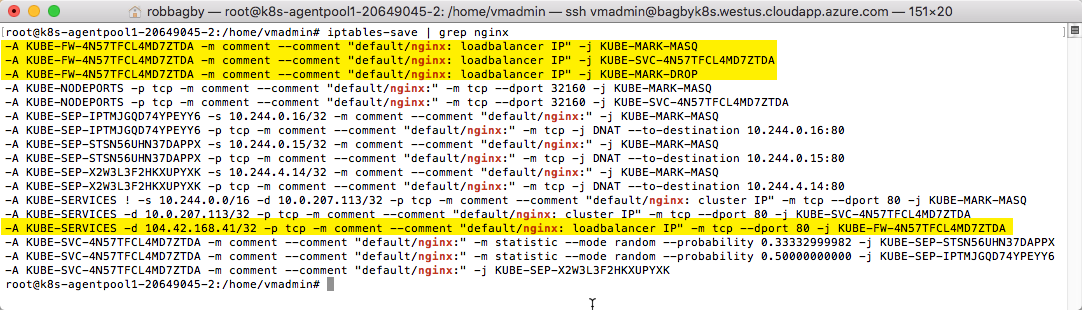 robbagby — root@k8s-agentpool1-20649045-2: /home/vmadmin — ssh vmadmin@bagbyk8s.westus.cloudapp.azure.com — 151×20
[root@k8s-agentpool1-20649045-2:/home/vmadmin# iptables-save | grep nginx ]
-A KUBE-FW-4N57TFCL4MD7ZTDA -m comment --comment "default/nginx: loadbalancer IP" -j KUBE-MARK-MASQ
-A KUBE-FW-4N57TFCL4MD7ZTDA -m comment --comment "default/nginx: loadbalancer IP" -j KUBE-SVC-4N57TFCL4MD7ZTDA
-A KUBE-FW-4N57TFCL4MD7ZTDA -m comment --comment "default/nginx: loadbalancer IP" -j KUBE-MARK-DROP
-A KUBE-NODEPORTS -p tcp -m comment --comment "default/nginx:" -m tcp --dport 32160 -j KUBE-MARK-MASQ
-A KUBE-NODEPORTS -p tcp -m comment --comment "default/nginx:" -m tcp --dport 32160 -j KUBE-SVC-4N57TFCL4MD7ZTDA
-A KUBE-SEP-IPTMJGQD74YPEYY6 -s 10.244.0.16/32 -m comment --comment "default/nginx:" -j KUBE-MARK-MASQ
-A KUBE-SEP-IPTMJGQD74YPEYY6 -p tcp -m comment --comment "default/nginx:" -m tcp -j DNAT --to-destination 10.244.0.16:80
-A KUBE-SEP-STSN56UHN37DAPPX -s 10.244.0.15/32 -m comment --comment "default/nginx:" -j KUBE-MARK-MASQ
-A KUBE-SEP-STSN56UHN37DAPPX -p tcp -m comment --comment "default/nginx:" -m tcp -j DNAT --to-destination 10.244.0.15:80
-A KUBE-SEP-X2W3L3F2HKXUPYXK -s 10.244.4.14/32 -m comment --comment "default/nginx:" -j KUBE-MARK-MASQ
-A KUBE-SEP-X2W3L3F2HKXUPYXK -p tcp -m comment --comment "default/nginx:" -m tcp -j DNAT --to-destination 10.244.4.14:80
-A KUBE-SERVICES ! -s 10.244.0.0/16 -d 10.0.207.113/32 -p tcp -m comment --comment "default/nginx: cluster IP" -m tcp --dport 80 -j KUBE-MARK-MASQ
-A KUBE-SERVICES -d 10.0.207.113/32 -p tcp -m comment --comment "default/nginx: cluster IP" -m tcp --dport 80 -j KUBE-SVC-4N57TFCL4MD7ZTDA
-A KUBE-SERVICES -d 104.42.168.41/32 -p tcp -m comment --comment "default/nginx: loadbalancer IP" -m tcp --dport 80 -j KUBE-FW-4N57TFCL4MD7ZTDA
-A KUBE-SVC-4N57TFCL4MD7ZTDA -m comment --comment "default/nginx:" -m statistic --mode random --probability 0.33332999982 -j KUBE-SEP-STSN56UHN37DAPPX
-A KUBE-SVC-4N57TFCL4MD7ZTDA -m comment --comment "default/nginx:" -m statistic --mode random --probability 0.50000000000 -j KUBE-SEP-IPTMJGQD74YPEYY6
-A KUBE-SVC-4N57TFCL4MD7ZTDA -m comment --comment "default/nginx:" -j KUBE-SEP-X2W3L3F2HKXUPYXK
root@k8s-agentpool1-20649045-2:/home/vmadmin#